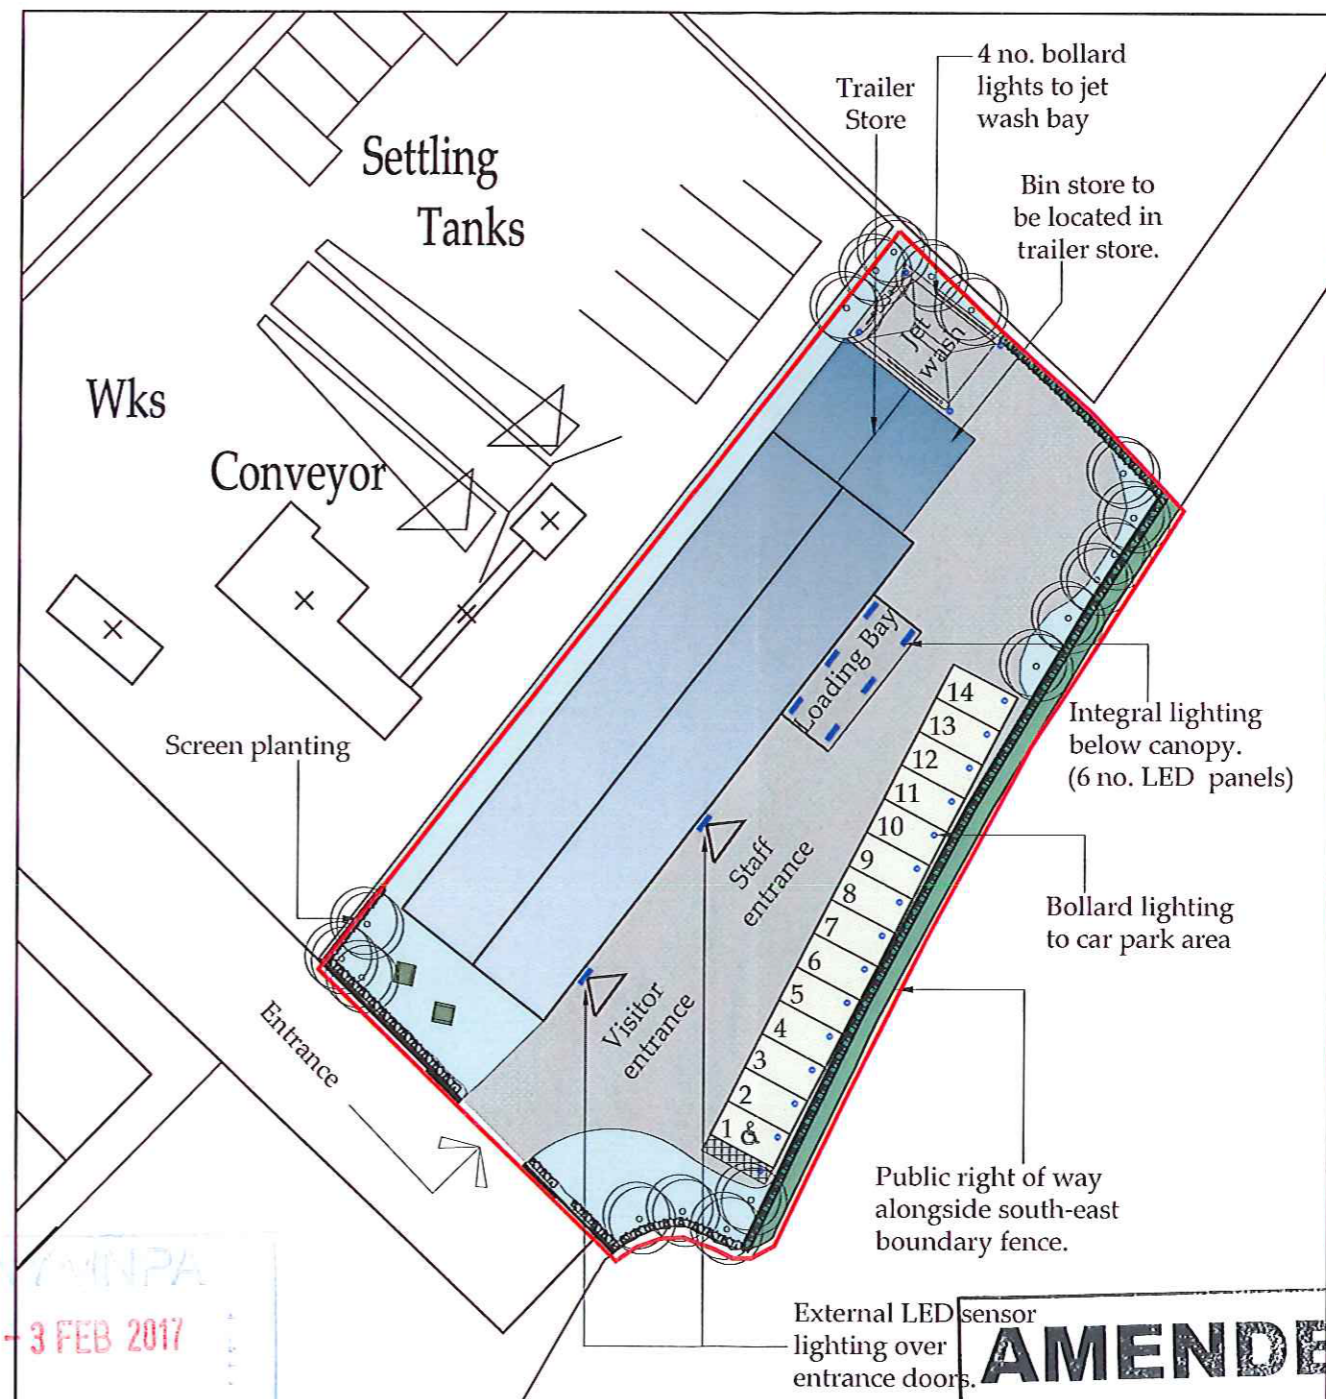 4 no. bollard
lights to jet
wash bay
Trailer
Store
Settling
Tanks
Bin store to
be located in
trailer store.
Jet
wash
Wks
Conveyor
Loading Bay
14
13
12
11
10
9
8
7
6
5
4
3
2
1
Integral lighting
below canopy.
(6 no. LED panels)
Screen planting
Staff
entrance
Bollard lighting
to car park area
Visitor
entrance
Entrance
Public right of way
alongside south-east
boundary fence.
- 3 FEB 2017
External LED sensor
lighting over
entrance doors.
AMENDE